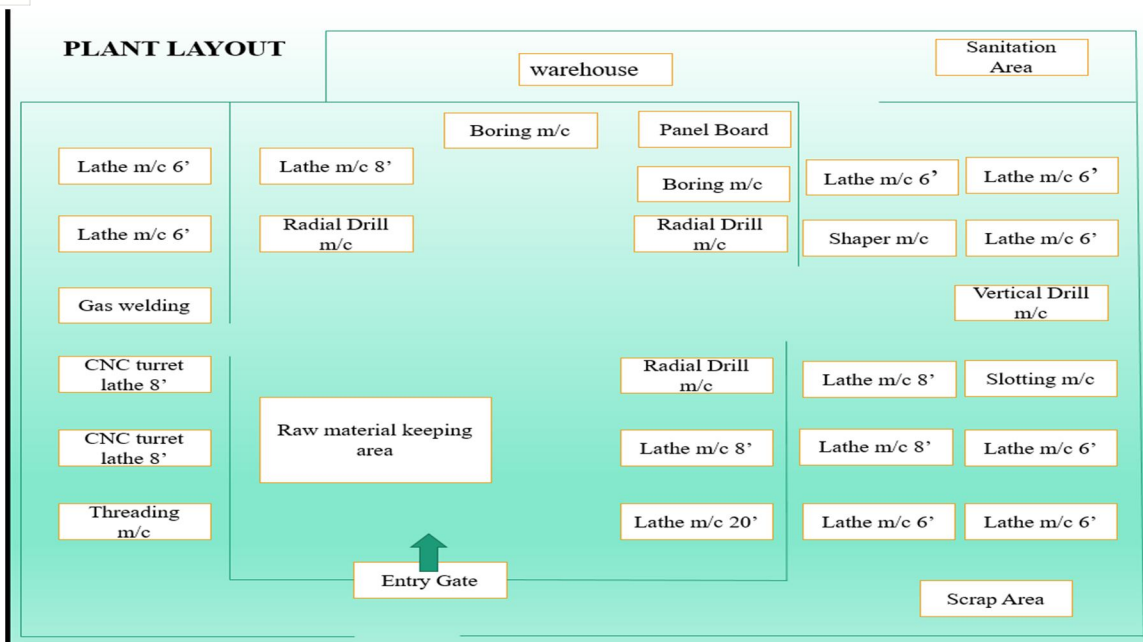 PLANT LAYOUT
warehouse
Sanitation
Area
Boring m/c
Panel Board
Lathe m/c 6’
Lathe m/c 8’
Boring m/c
Lathe m/c 6’
Lathe m/c 6’
Lathe m/c 6’
Radial Drill
m/c
Radial Drill
m/c
Shaper m/c
Lathe m/c 6’
Gas welding
Vertical Drill
m/c
CNC turret
lathe 8’
Radial Drill
m/c
Lathe m/c 8’
Slotting m/c
CNC turret
lathe 8’
Raw material keeping
area
Lathe m/c 8’
Lathe m/c 8’
Lathe m/c 6’
Threading
m/c
Lathe m/c 20’
Lathe m/c 6’
Lathe m/c 6’
Entry Gate
Scrap Area